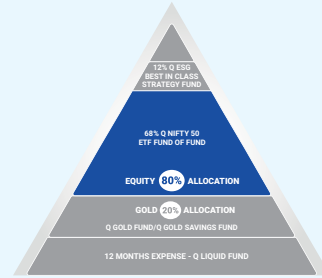 12% Q ESG
BEST IN CLASS
STRATEGY FUND
68% Q NIFTY 50
ETF FUND OF FUND
EQUITY 80% ALLOCATION
GOLD 20% ALLOCATION
Q GOLD FUND/Q GOLD SAVINGS FUND
12 MONTHS EXPENSE - Q LIQUID FUND